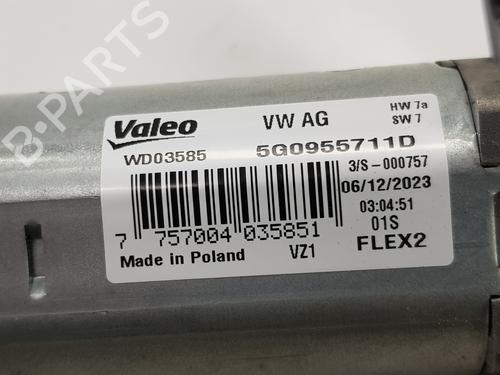 B-PARTS
Valeo
VW AG
HW 7a
SW 7
WD03585
5G0955711D
3/S-000757
06/12/2023
03:04:51
01S
7 757004 035851
VZ1
FLEX2
Made in Poland